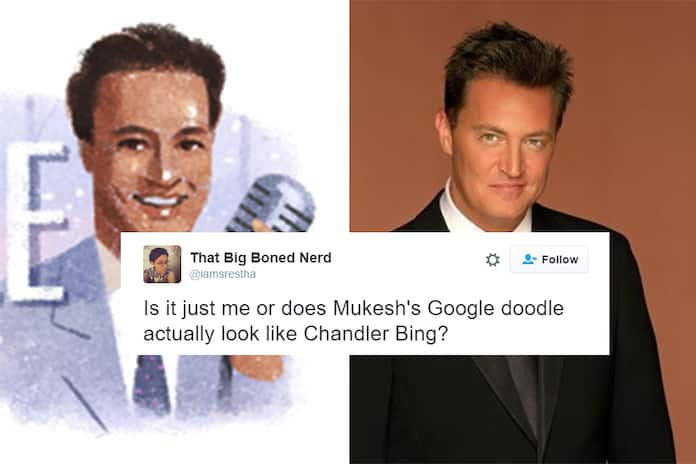 E
That Big Boned Nerd
@iamsrestha
Follow
Is it just me or does Mukesh's Google doodle
actually look like Chandler Bing?